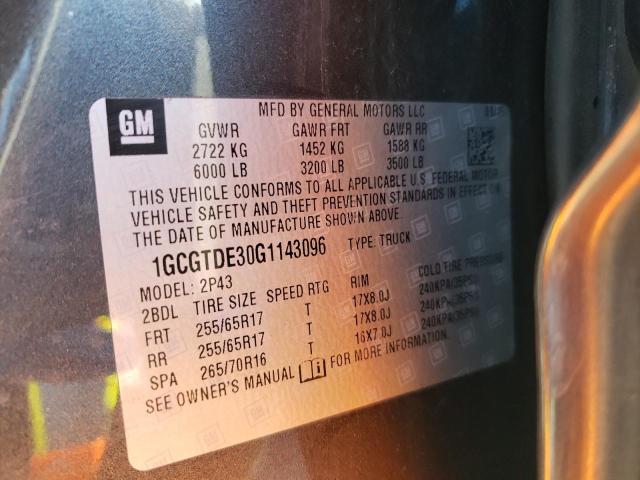 GM
MFD BY GENERAL MOTORS LLC
GVWR GAWR FRT GAWR RR
2722 KG 1452 KG 1588 KG
6000 LB 3200 LB 3500 LB
THIS VEHICLE CONFORMS TO ALL APPLICABLE U.S. FEDERAL MOTOR
VEHICLE SAFETY AND THEFT PREVENTION STANDARDS IN EFFECT ON
THE DATE OF MANUFACTURE SHOWN ABOVE.
1GCGTDE30G1143096 TYPE: TRUCK
MODEL: 2P43
2BDL TIRE SIZE SPEED RTG RIM COLD TIRE PRESSURE
FRT 255/65R17 T 17X8.0J 240KPA(35PSI)
RR 255/65R17 T 17X8.0J 240KPA(35PSI)
SPA 265/70R16 T 16X7.0J 240KPA(35PSI)
SEE OWNER'S MANUAL FOR MORE INFORMATION.